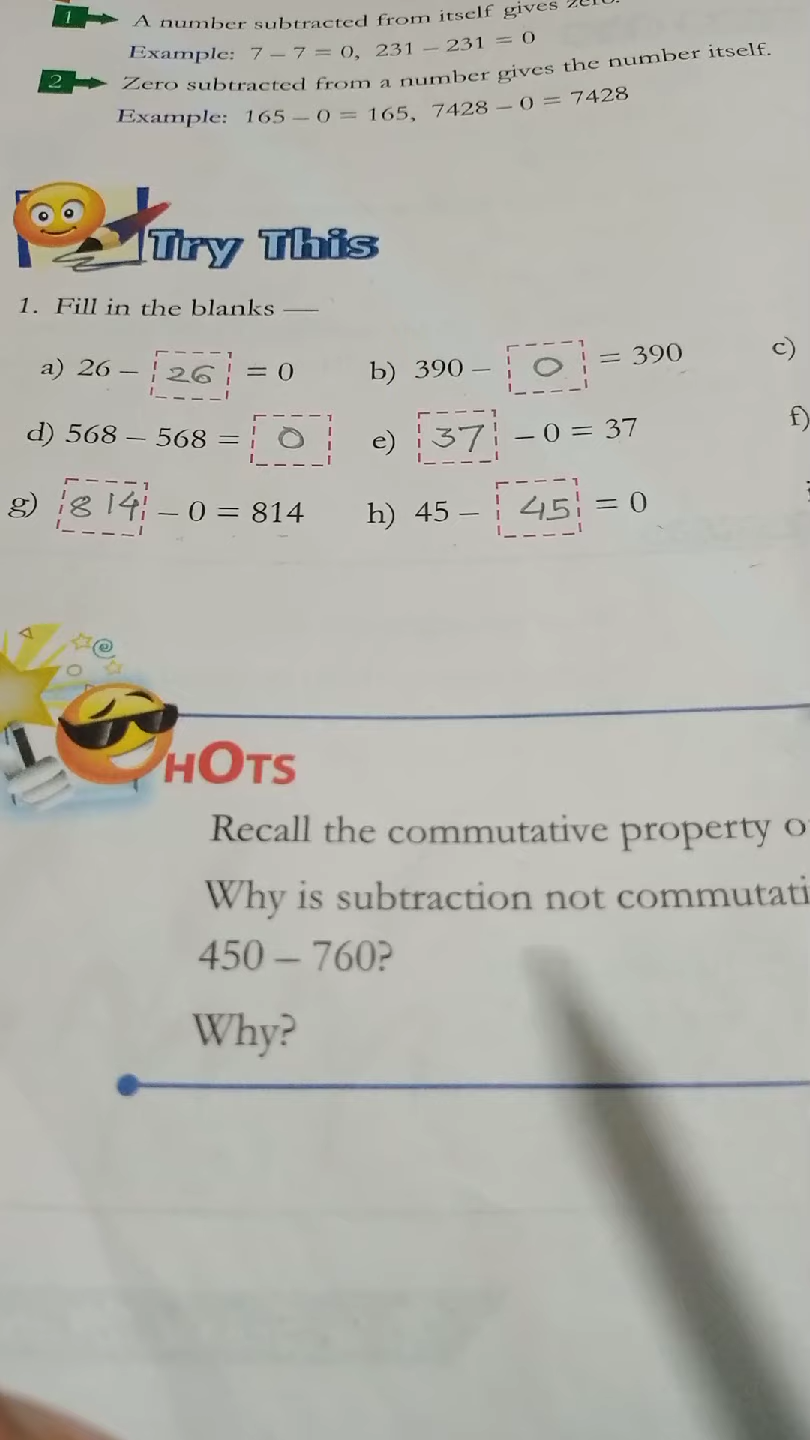 1 A number subtracted from itself gives zero.
Example: 7 – 7 = 0, 231 – 231 = 0
2 Zero subtracted from a number gives the number itself.
Example: 165 – 0 = 165, 7428 – 0 = 7428
Try This
1. Fill in the blanks —
a) 26 – 26 = 0 b) 390 – 0 = 390 c)
d) 568 – 568 = 0 e) 37 – 0 = 37 f)
g) 814 – 0 = 814 h) 45 – 45 = 0
HOTS
Recall the commutative property
Why is subtraction not
450 – 760?
Why?